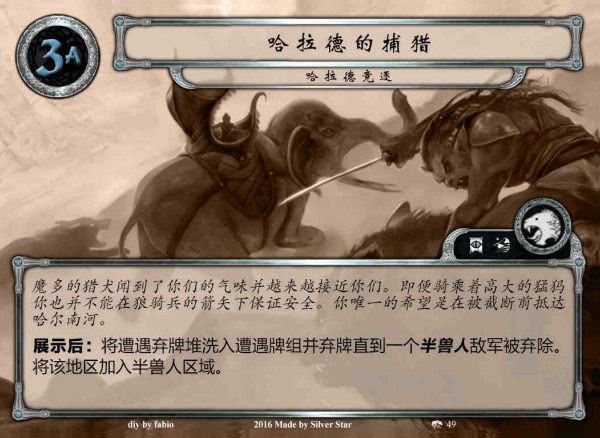 3A
哈拉德的捕猎
哈拉德竞逐
魔多的猎犬闻到了你们的气味并越来越接近你们。即便骑乘着高大的猛犸
你也并不能在狼骑兵的箭矢下保证安全。你唯一的希望是在被截断前抵达
哈尔南河。
展示后：将遭遇弃牌堆洗入遭遇牌组并弃牌直到一个半兽人敌军被弃除。
将该地区加入半兽人区域。
diy by fabio 2016 Made by Silver Star 49